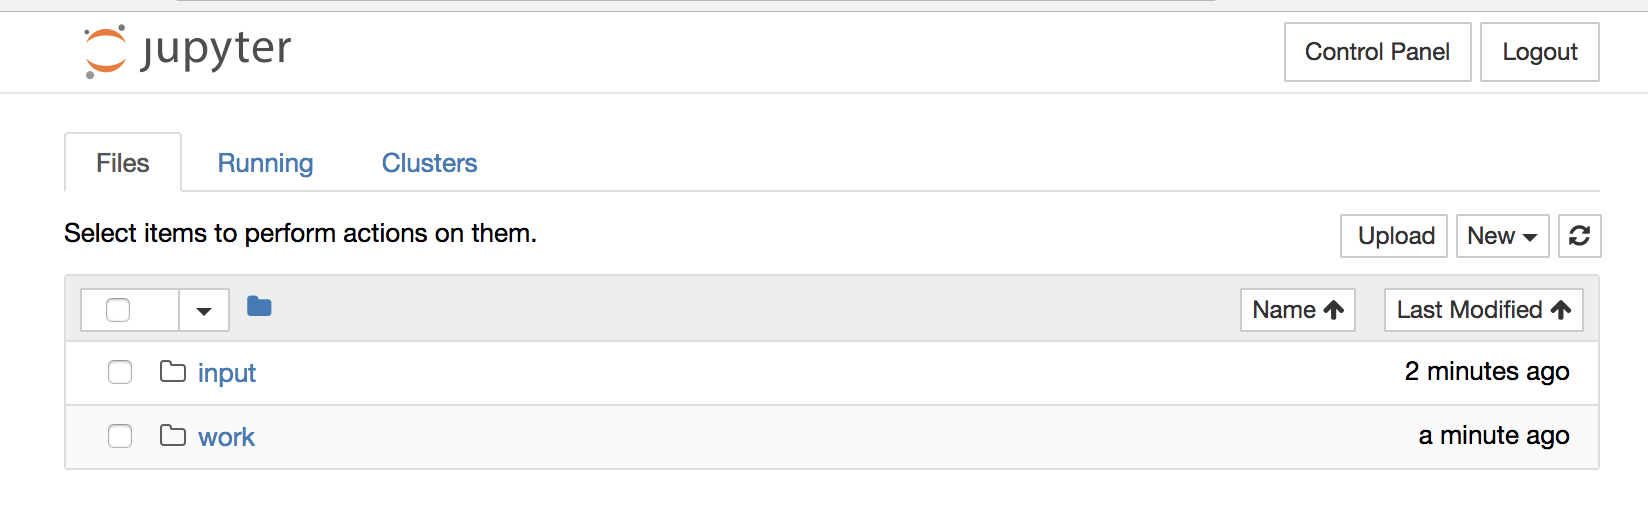 jupyter
Control Panel Logout
Files Running Clusters
Select items to perform actions on them.
Upload New
Name Last Modified
input 2 minutes ago
work a minute ago